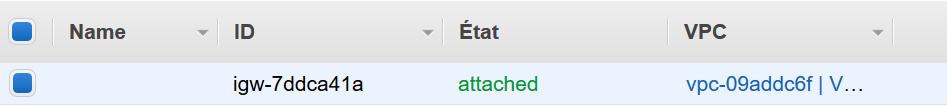 Name ID État VPC
igw-7ddca41a attached vpc-09addc6f | V…